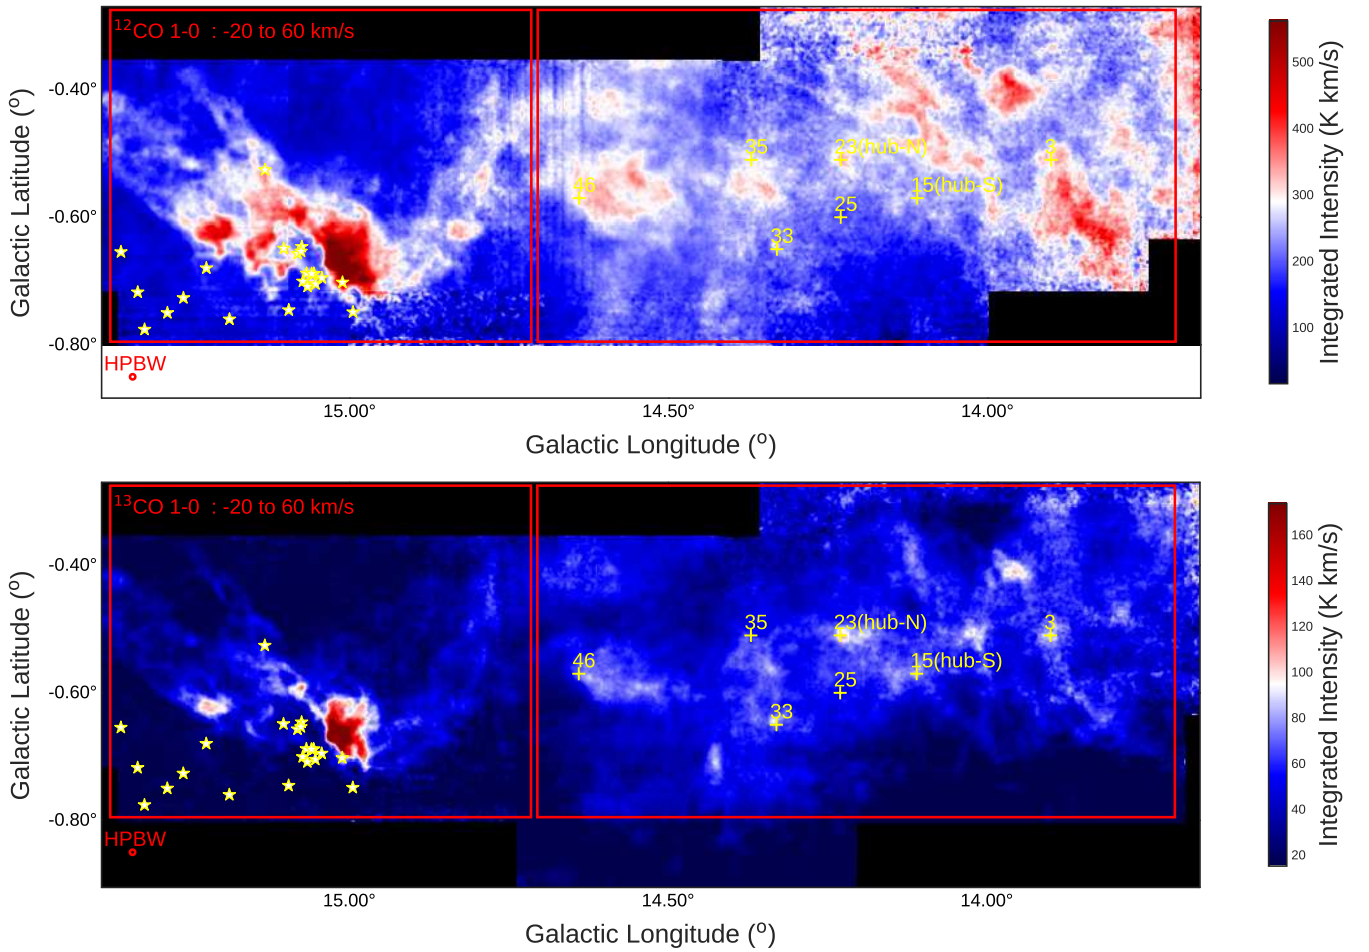 ¹²CO 1-0 : -20 to 60 km/s
-0.40°
-0.60°
-0.80°
Galactic Latitude (°)
35
23(hub-N)
3
46
15(hub-S)
25
33
HPBW
15.00°
14.50°
14.00°
Galactic Longitude (°)
500
400
300
200
100
Integrated Intensity (K km/s)
¹³CO 1-0 : -20 to 60 km/s
-0.40°
-0.60°
-0.80°
Galactic Latitude (°)
35
23(hub-N)
3
46
15(hub-S)
25
33
HPBW
15.00°
14.50°
14.00°
Galactic Longitude (°)
160
140
120
100
80
60
40
20
Integrated Intensity (K km/s)